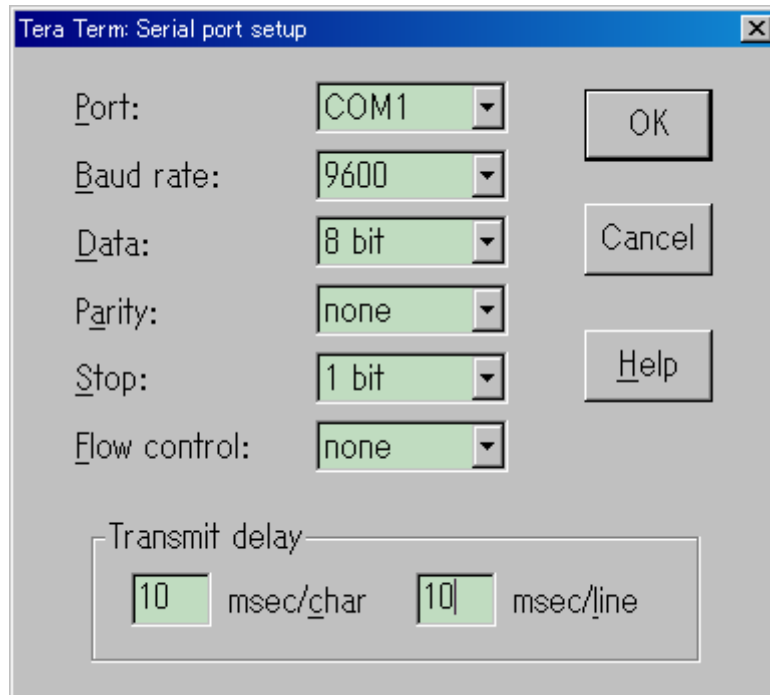 Tera Term: Serial port setup
Port: COM1
OK
Baud rate: 9600
Data: 8 bit
Cancel
Parity: none
Stop: 1 bit
Help
Flow control: none
Transmit delay
10 msec/char 10 msec/line